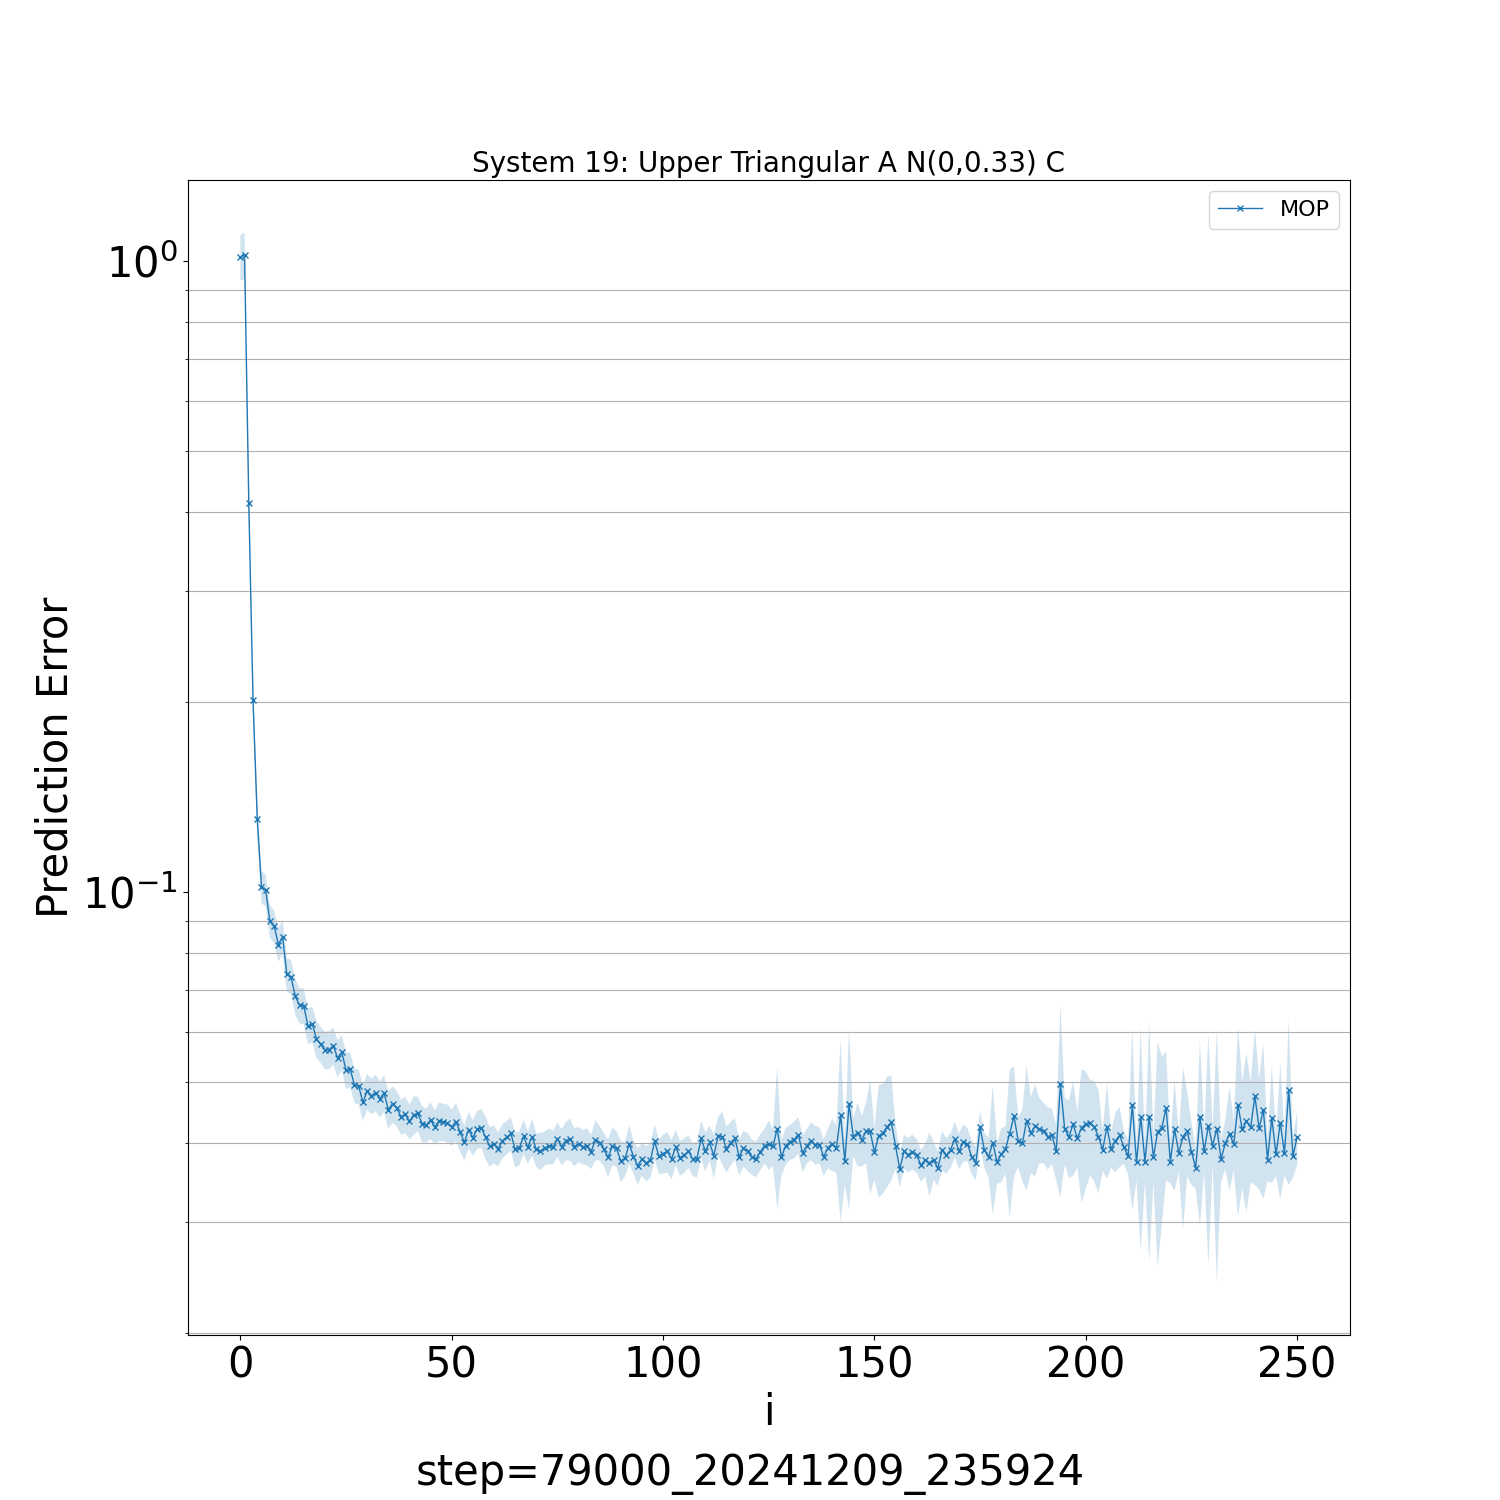 System 19: Upper Triangular A N(0,0.33) C
MOP
10⁰
10⁻¹
Prediction Error
0 50 100 150 200 250
i
step=79000_20241209_235924